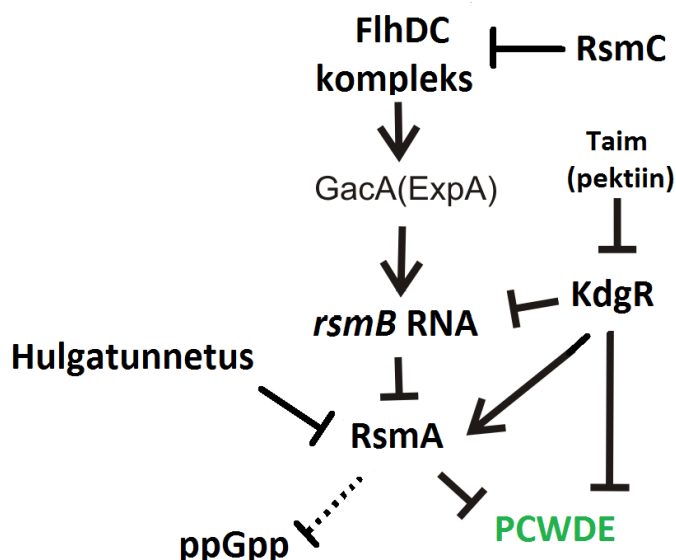 FlhDC
kompleks
RsmC
Taim
(pektiin)
GacA(ExpA)
KdgR
rsmB RNA
Hulgatunnetus
RsmA
PCWDE
ppGpp